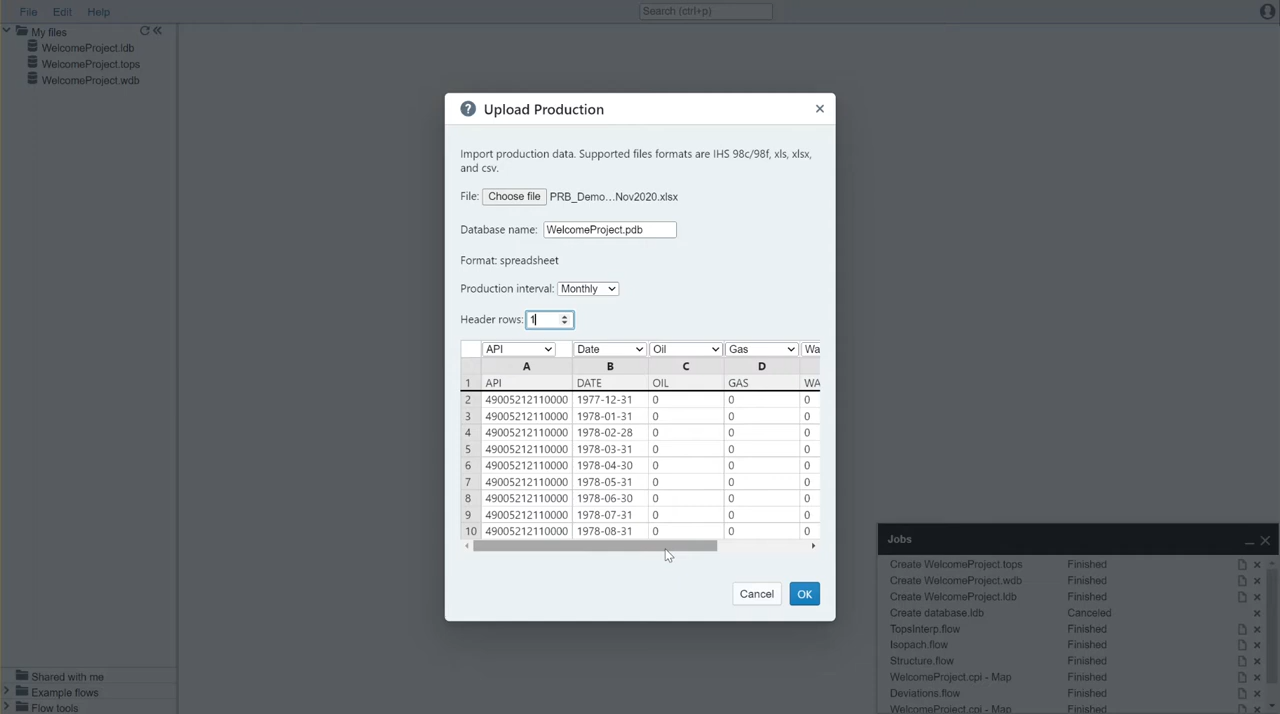 File Edit Help
Search (ctrl+p)
My files
WelcomeProject.ldb
WelcomeProject.tops
WelcomeProject.wdb
Upload Production
Import production data. Supported files formats are IHS 98c/98f, xls, xlsx,
and csv.
File: Choose file PRB_Demo...Nov2020.xlsx
Database name: WelcomeProject.pdb
Format: spreadsheet
Production interval: Monthly
Header rows: 1
API Date Oil Gas Wa
A B C D
1 API DATE OIL GAS WA
2 49005212110000 1977-12-31 0 0 0
3 49005212110000 1978-01-31 0 0 0
4 49005212110000 1978-02-28 0 0 0
5 49005212110000 1978-03-31 0 0 0
6 49005212110000 1978-04-30 0 0 0
7 49005212110000 1978-05-31 0 0 0
8 49005212110000 1978-06-30 0 0 0
9 49005212110000 1978-07-31 0 0 0
10 49005212110000 1978-08-31 0 0 0
Cancel OK
Jobs
Create WelcomeProject.tops Finished
Create WelcomeProject.wdb Finished
Create WelcomeProject.ldb Finished
Create database.ldb Canceled
TopsInterp.flow Finished
Isopach.flow Finished
Structure.flow Finished
WelcomeProject.cpi - Map Finished
Deviations.flow Finished
WelcomeProject.cpi - Map Finished
Shared with me
Example flows
Flow tools